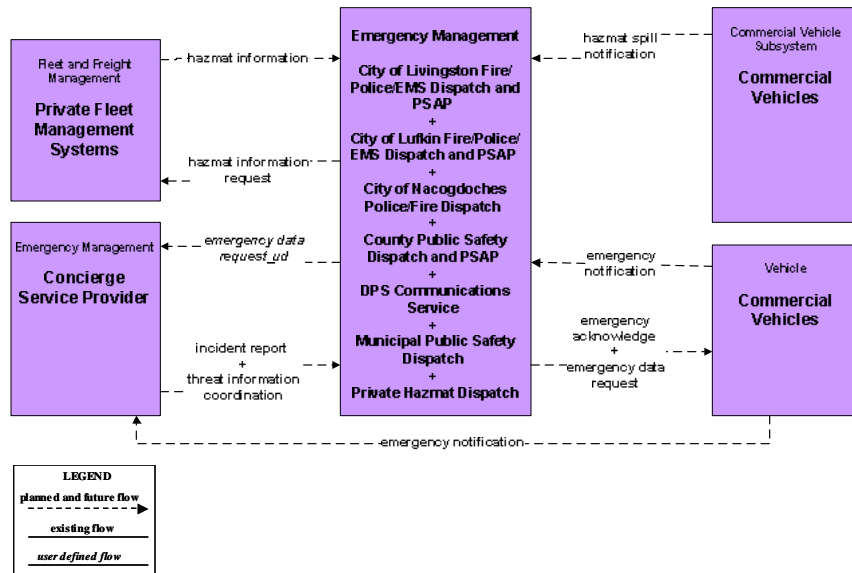 Fleet and Freight
Management
Private Fleet
Management
Systems
hazmat information
hazmat information
request
Emergency Management
City of Livingston Fire/
Police/EMS Dispatch and
PSAP
+
City of Lufkin Fire/Police/
EMS Dispatch and PSAP
+
City of Nacogdoches
Police/Fire Dispatch
+
County Public Safety
Dispatch and PSAP
+
DPS Communications
Service
+
Municipal Public Safety
Dispatch
+
Private Hazmat Dispatch
hazmat spill
notification
Commercial Vehicle
Subsystem
Commercial
Vehicles
Emergency Management
Concierge
Service Provider
emergency data
request_ud
incident report
+
threat information
coordination
emergency
notification
emergency
acknowledge
+
emergency data
request
Vehicle
Commercial
Vehicles
emergency notification
LEGEND
planned and future flow
existing flow
user defined flow